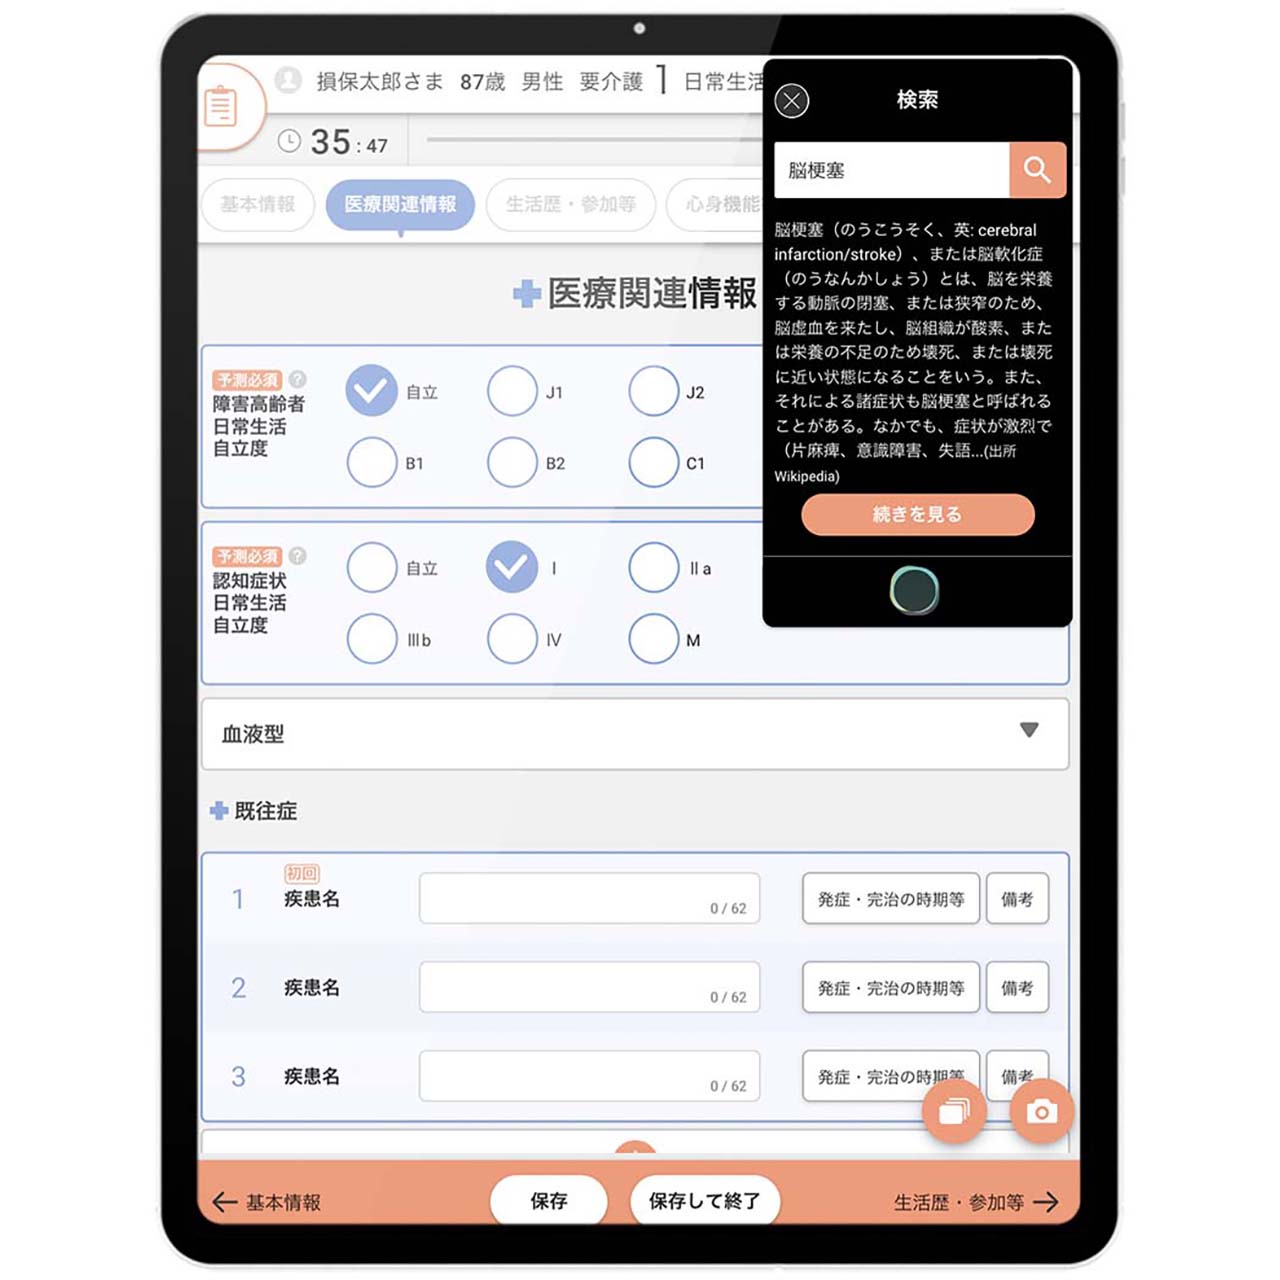 損保太郎さま 87歳 男性 要介護 1 日常生活
35 : 47
基本情報
医療関連情報
生活歴・参加等
心身機能
医療関連情報
予測必須 ?
障害高齢者
日常生活
自立度
自立
J1
J2
B1
B2
C1
予測必須 ?
認知症状
日常生活
自立度
自立
I
II a
III b
IV
M
血液型
既往症
1
初回
疾患名
0 / 62
発症・完治の時期等
備考
2
疾患名
0 / 62
発症・完治の時期等
備考
3
疾患名
0 / 62
発症・完治の時期等
備考
← 基本情報
保存
保存して終了
生活歴・参加等 →
検索
脳梗塞
脳梗塞（のうこうそく、英: cerebral
infarction/stroke）、または脳軟化症
（のうなんかしょう）とは、脳を栄養
する動脈の閉塞、または狭窄のため、
脳虚血を来たし、脳組織が酸素、また
は栄養の不足のため壊死、または壊死
に近い状態になることをいう。また、
それによる諸症状も脳梗塞と呼ばれる
ことがある。なかでも、症状が激烈で
（片麻痺、意識障害、失語...(出所
Wikipedia)
続きを見る